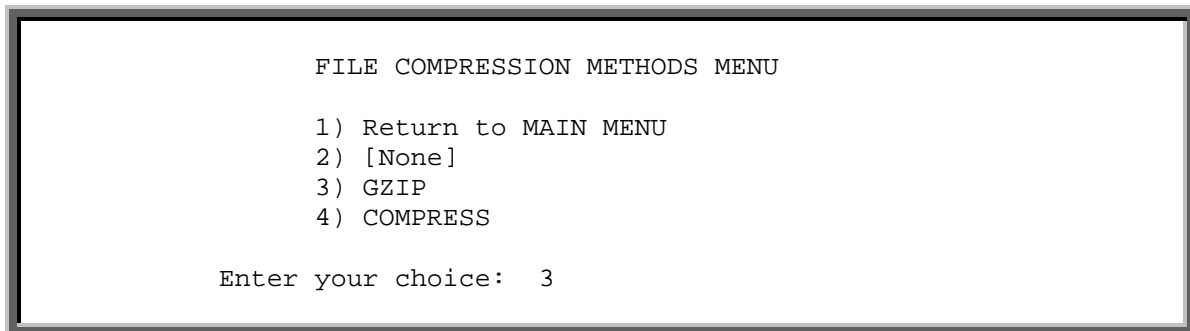 FILE COMPRESSION METHODS MENU
1) Return to MAIN MENU
2) [None]
3) GZIP
4) COMPRESS
Enter your choice: 3